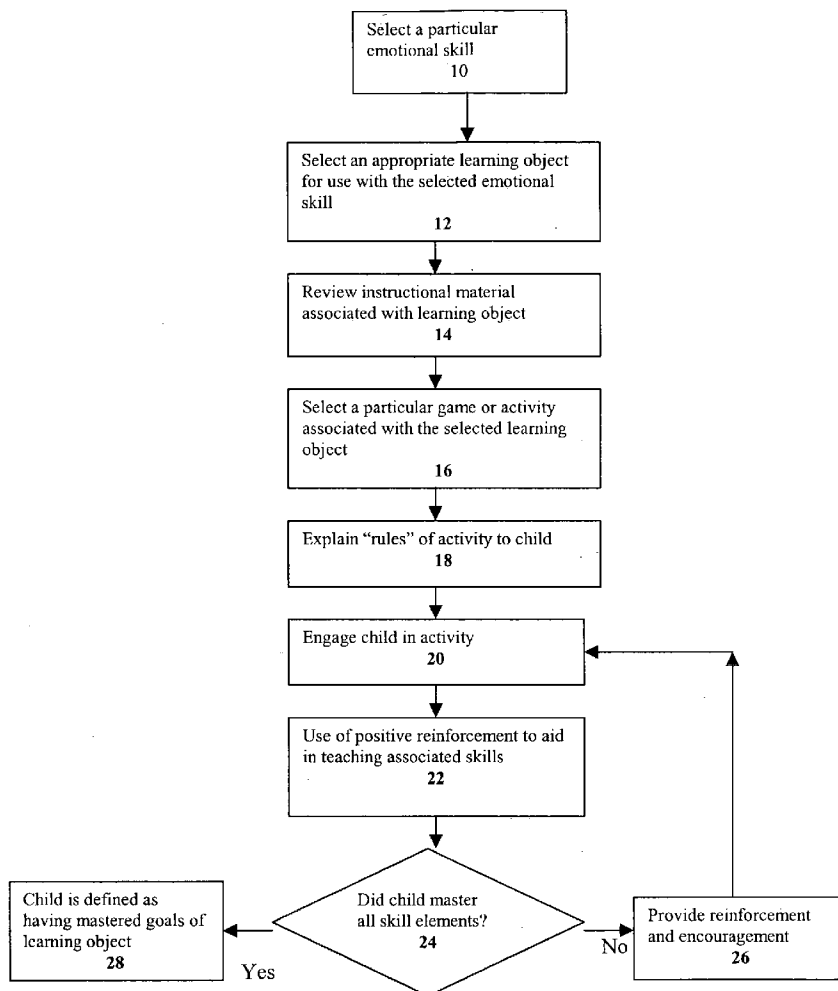 Select a particular
emotional skill
10
Select an appropriate learning object
for use with the selected emotional
skill
12
Review instructional material
associated with learning object
14
Select a particular game or activity
associated with the selected learning
object
16
Explain “rules” of activity to child
18
Engage child in activity
20
Use of positive reinforcement to aid
in teaching associated skills
22
Did child master
all skill elements?
24
Child is defined as
having mastered goals of
learning object
28
Yes
No
Provide reinforcement
and encouragement
26